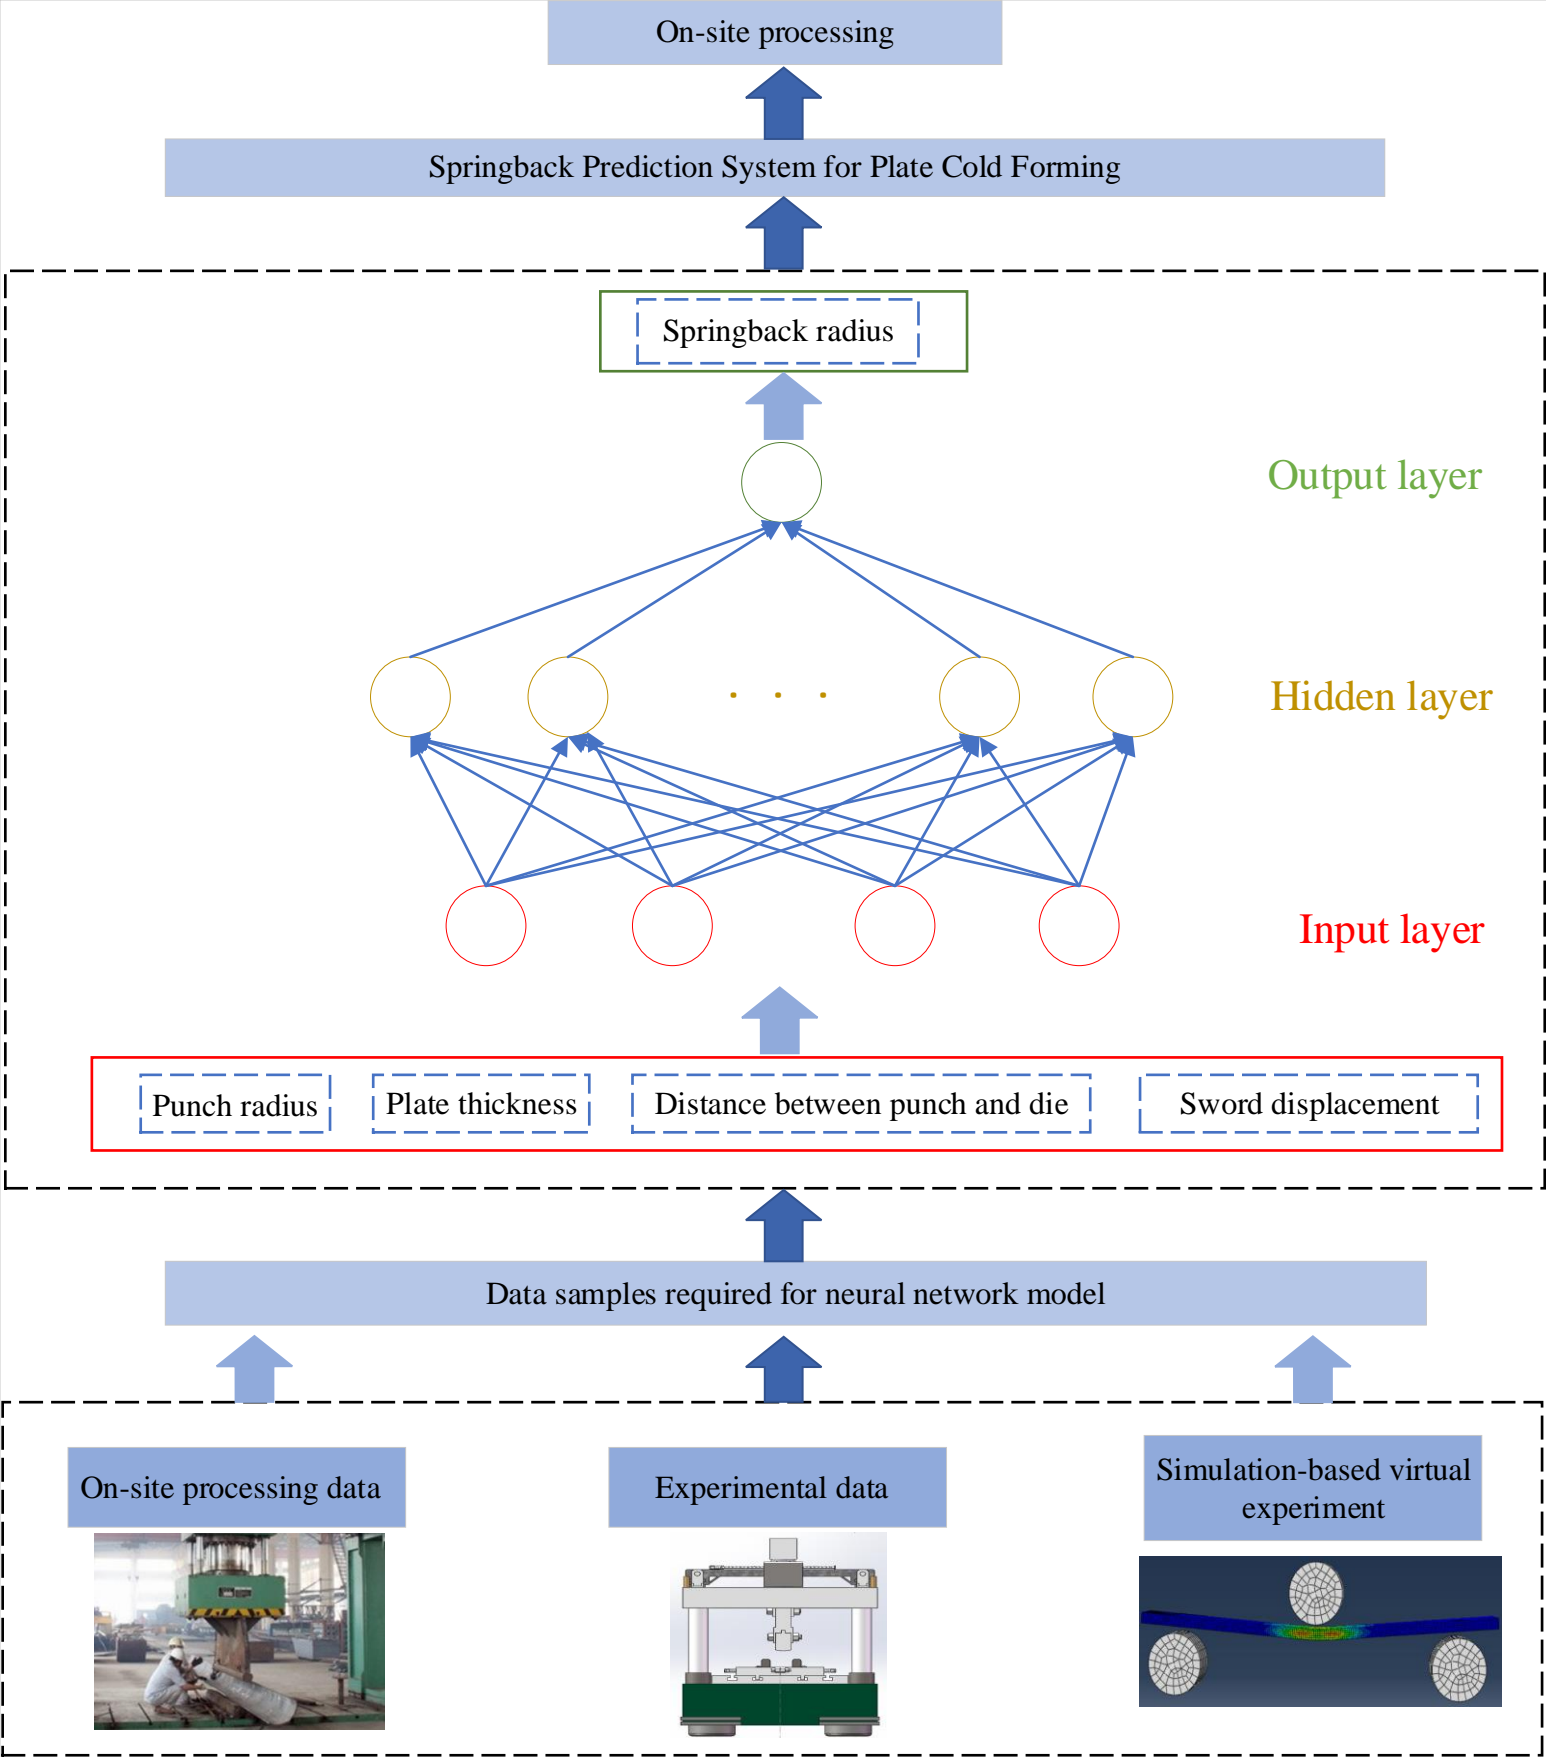 On-site processing
Springback Prediction System for Plate Cold Forming
Springback radius
Output layer
Hidden layer
Input layer
Punch radius
Plate thickness
Distance between punch and die
Sword displacement
Data samples required for neural network model
On-site processing data
Experimental data
Simulation-based virtual
experiment